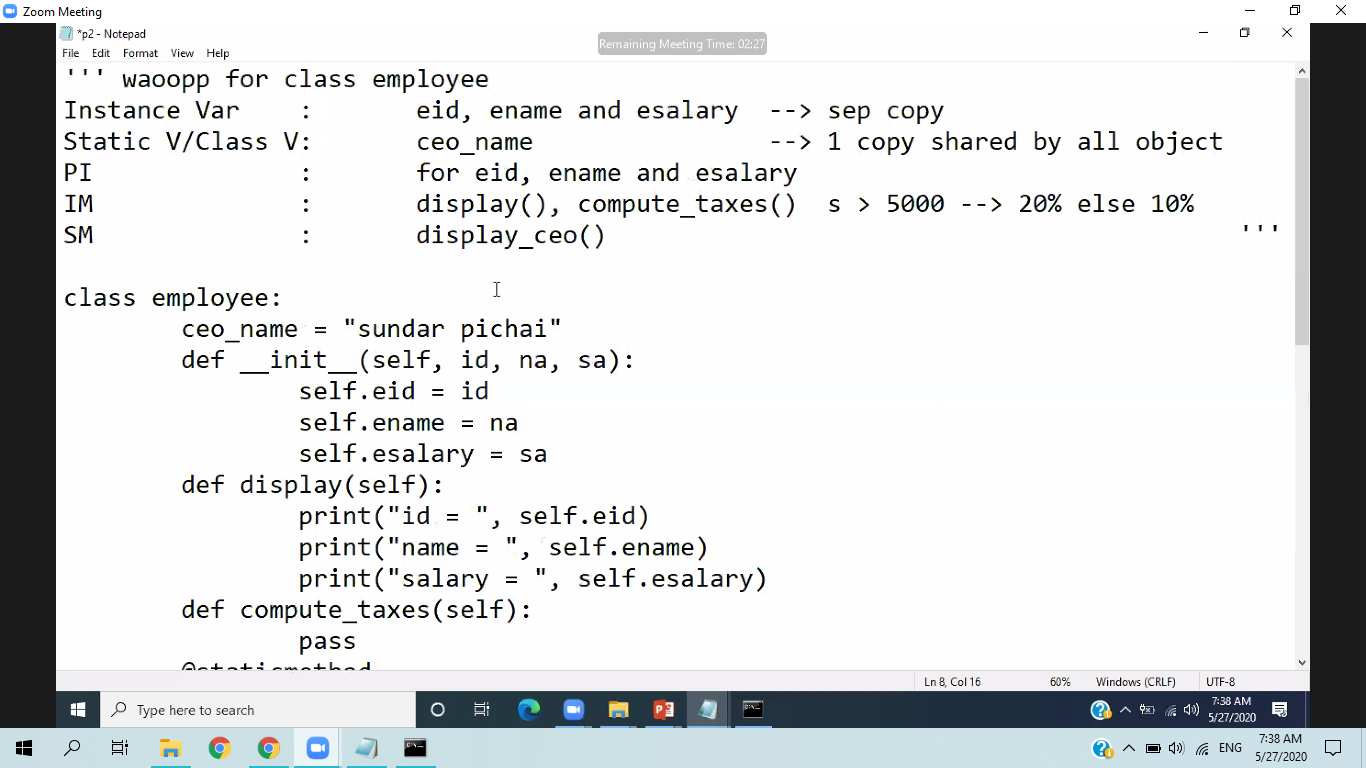 Zoom Meeting
*p2 - Notepad
Remaining Meeting Time: 02:27
File Edit Format View Help
''' waoopp for class employee
Instance Var : eid, ename and esalary --> sep copy
Static V/Class V: ceo_name --> 1 copy shared by all object
PI : for eid, ename and esalary
IM : display(), compute_taxes() s > 5000 --> 20% else 10%
SM : display_ceo() '''
class employee:
ceo_name = "sundar pichai"
def __init__(self, id, na, sa):
self.eid = id
self.ename = na
self.esalary = sa
def display(self):
print("id = ", self.eid)
print("name = ", self.ename)
print("salary = ", self.esalary)
def compute_taxes(self):
pass
@staticmethod
Ln 8, Col 16 60% Windows (CRLF) UTF-8
Type here to search
7:38 AM
5/27/2020
ENG
7:38 AM
5/27/2020